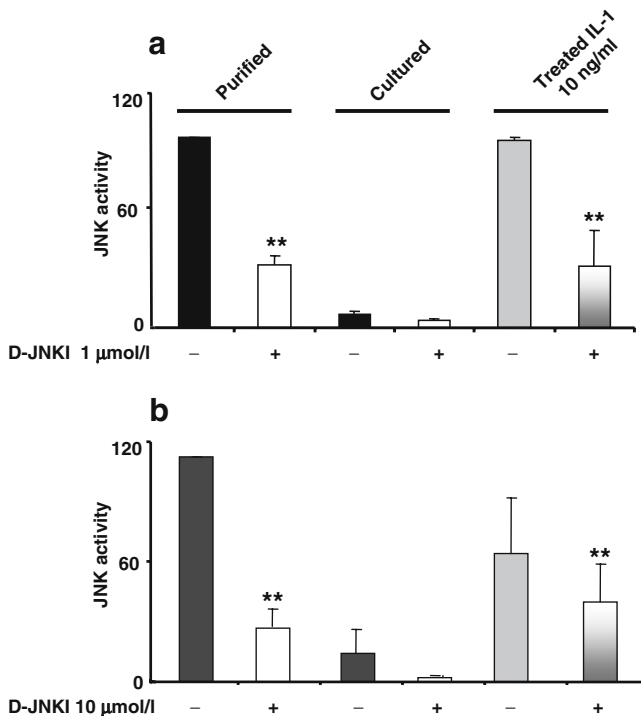 a
Purified
Cultured
Treated IL-1
10 ng/ml
120
60
0
JNK activity
**
**
D-JNKI 1 µmol/l – + – + – +
b
120
60
0
JNK activity
**
**
D-JNKI 10 µmol/l – + – + – +